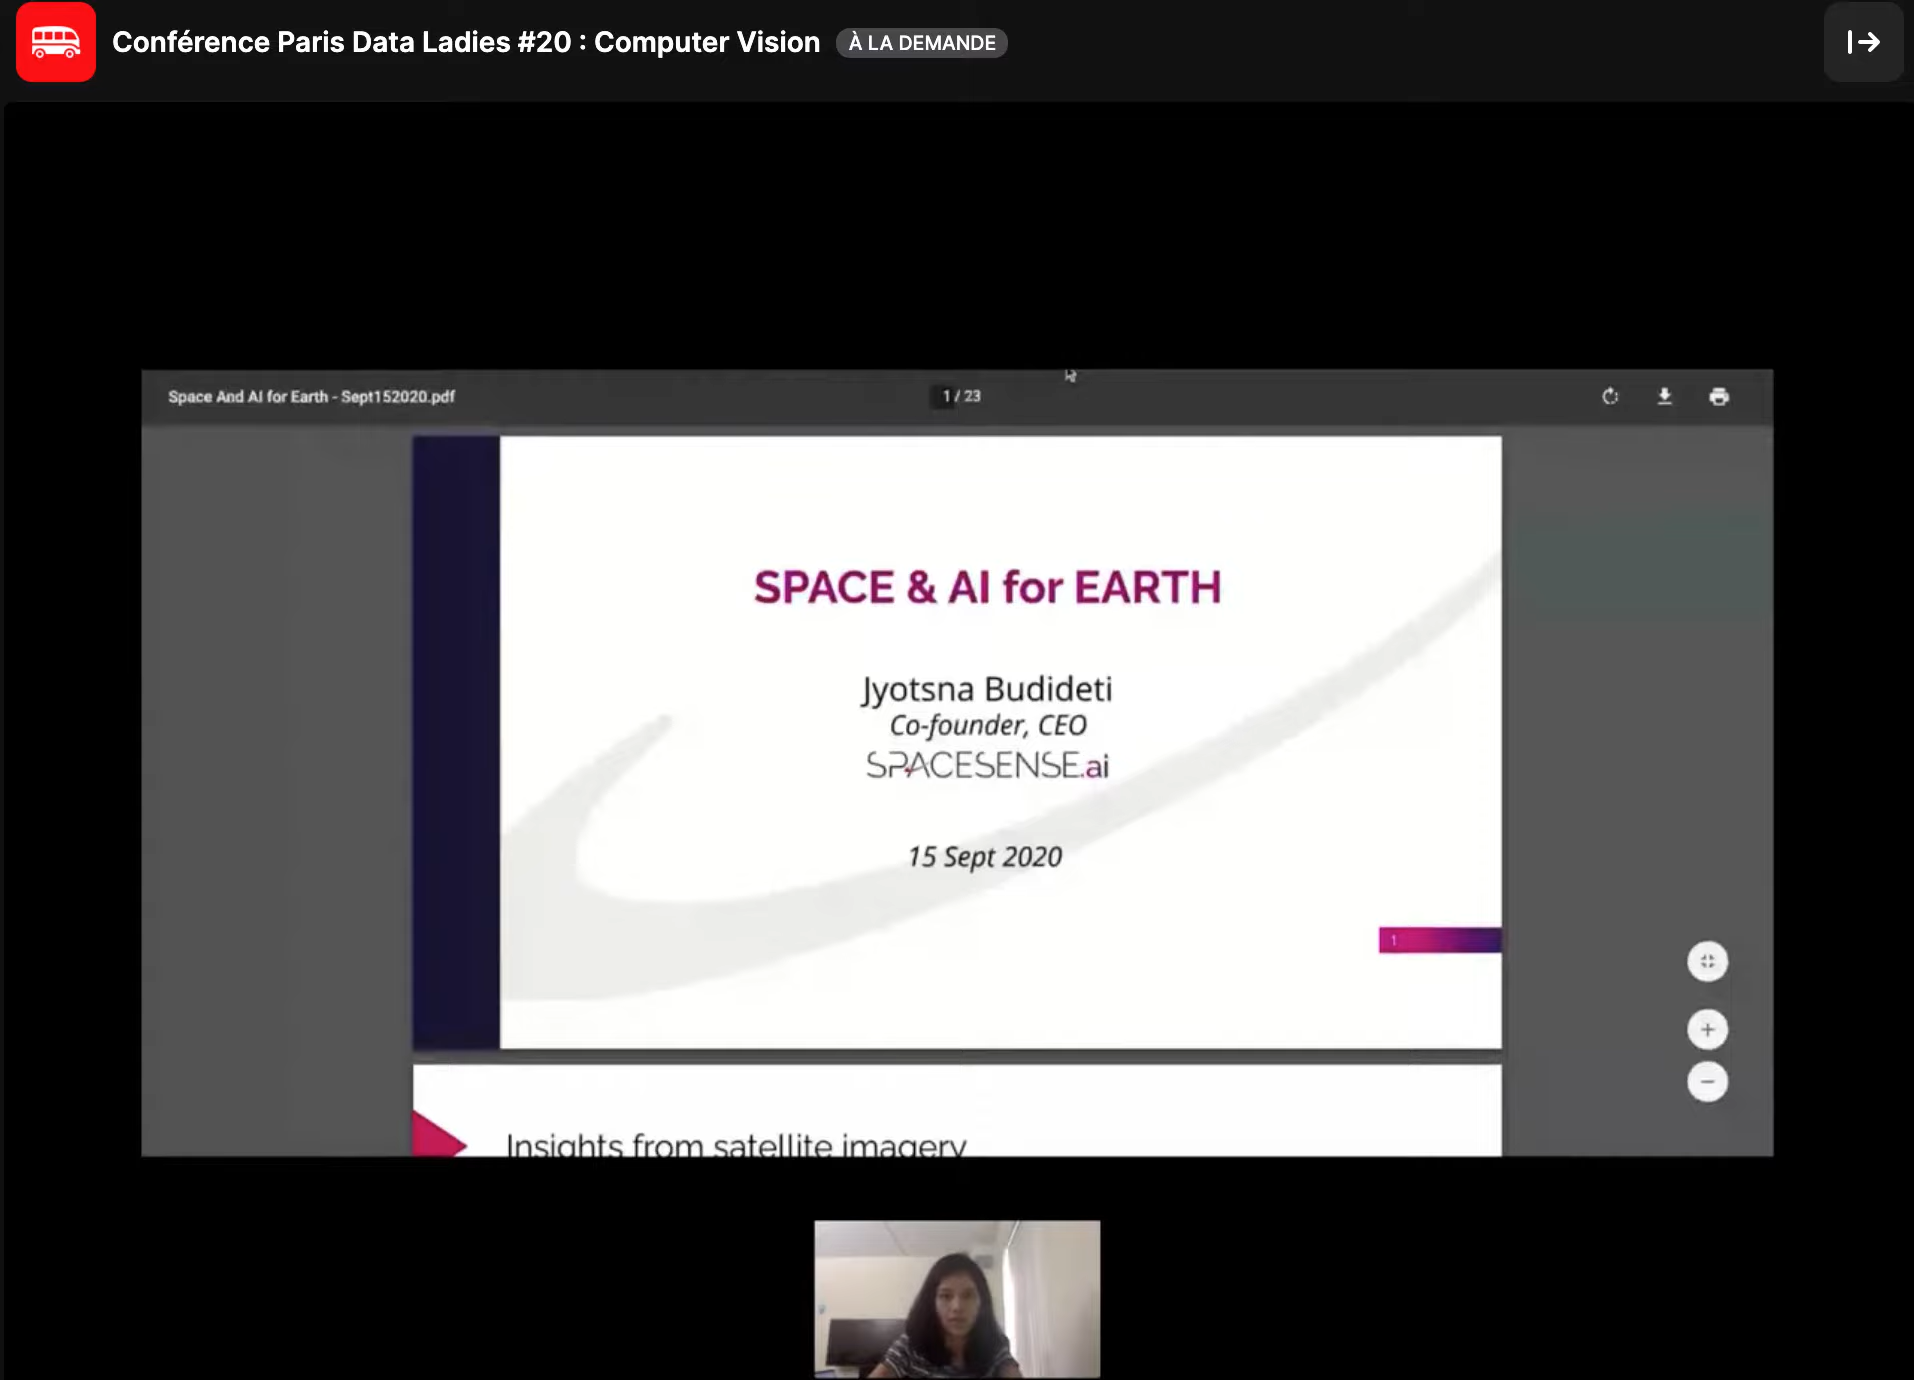 Conférence Paris Data Ladies #20 : Computer Vision À LA DEMANDE
Space And AI for Earth - Sept152020.pdf
1 / 23
SPACE & AI for EARTH
Jyotsna Budideti
Co-founder, CEO
SPACESENSE.ai
15 Sept 2020
1
Insights from satellite imagery